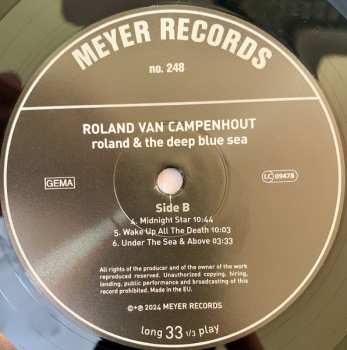 MEYER RECORDS
no. 248
ROLAND VAN CAMPENHOUT
roland & the deep blue sea
GEMA
LC 09478
Side B
4. Midnight Star 10:44
5. Wake Up All The Death 10:03
6. Under The Sea & Above 03:33
All rights of the producer and of the owner of the work
reproduced reserved. Unauthorized copying, hiring,
lending, public performance and broadcasting of this
record prohibited. Made in the EU.
©+℗ 2024 MEYER RECORDS
long 33 1/3 play